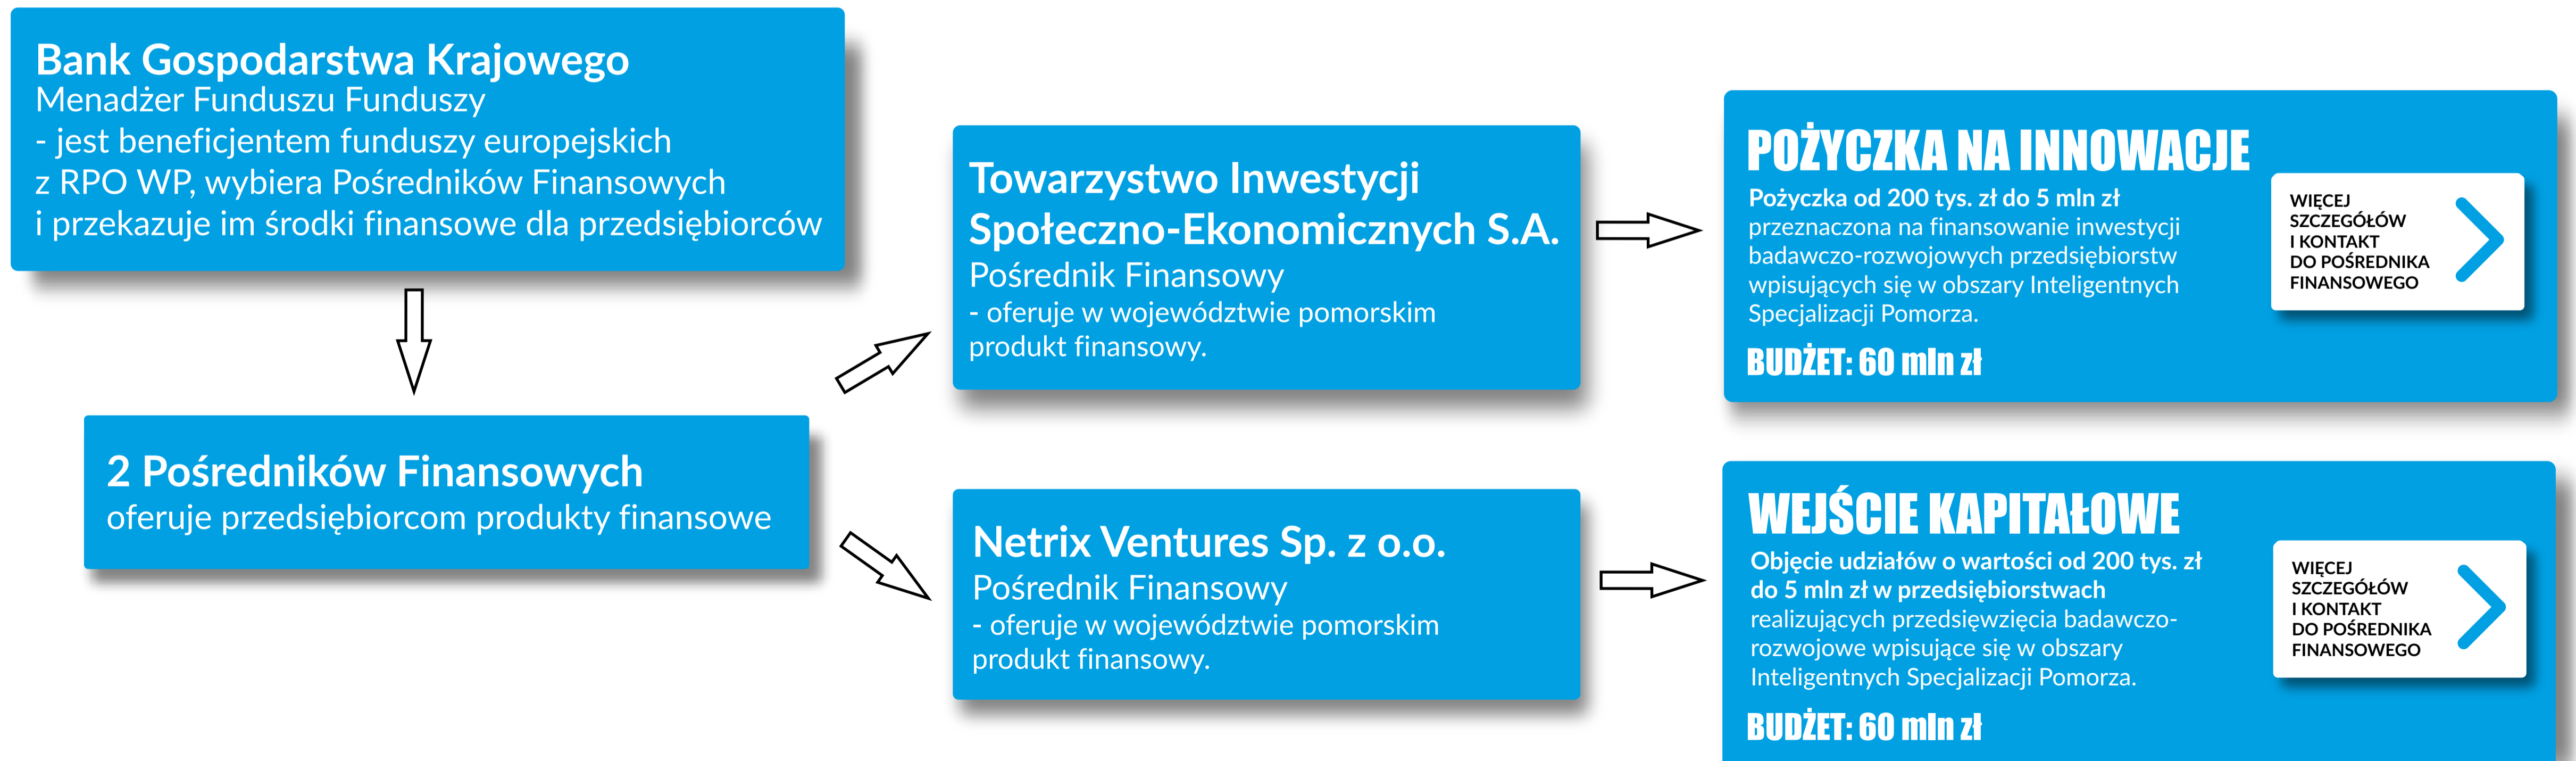 Bank Gospodarstwa Krajowego
Menadżer Funduszu Funduszy
- jest beneficjentem funduszy europejskich
z RPO WP, wybiera Pośredników Finansowych
i przekazuje im środki finansowe dla przedsiębiorców
2 Pośredników Finansowych
oferuje przedsiębiorcom produkty finansowe
Towarzystwo Inwestycji
Społeczno-Ekonomicznych S.A.
Pośrednik Finansowy
- oferuje w województwie pomorskim
produkt finansowy.
POŻYCZKA NA INNOWACJE
Pożyczka od 200 tys. zł do 5 mln zł
przeznaczona na finansowanie inwestycji
badawczo-rozwojowych przedsiębiorstw
wpisujących się w obszary Inteligentnych
Specjalizacji Pomorza.
BUDŻET: 60 mln zł
WIĘCEJ
SZCZEGÓŁÓW
I KONTAKT
DO POŚREDNIKA
FINANSOWEGO
Netrix Ventures Sp. z o.o.
Pośrednik Finansowy
- oferuje w województwie pomorskim
produkt finansowy.
WEJŚCIE KAPITAŁOWE
Objęcie udziałów o wartości od 200 tys. zł
do 5 mln zł w przedsiębiorstwach
realizujących przedsięwzięcia badawczo-
rozwojowe wpisujące się w obszary
Inteligentnych Specjalizacji Pomorza.
BUDŻET: 60 mln zł
WIĘCEJ
SZCZEGÓŁÓW
I KONTAKT
DO POŚREDNIKA
FINANSOWEGO